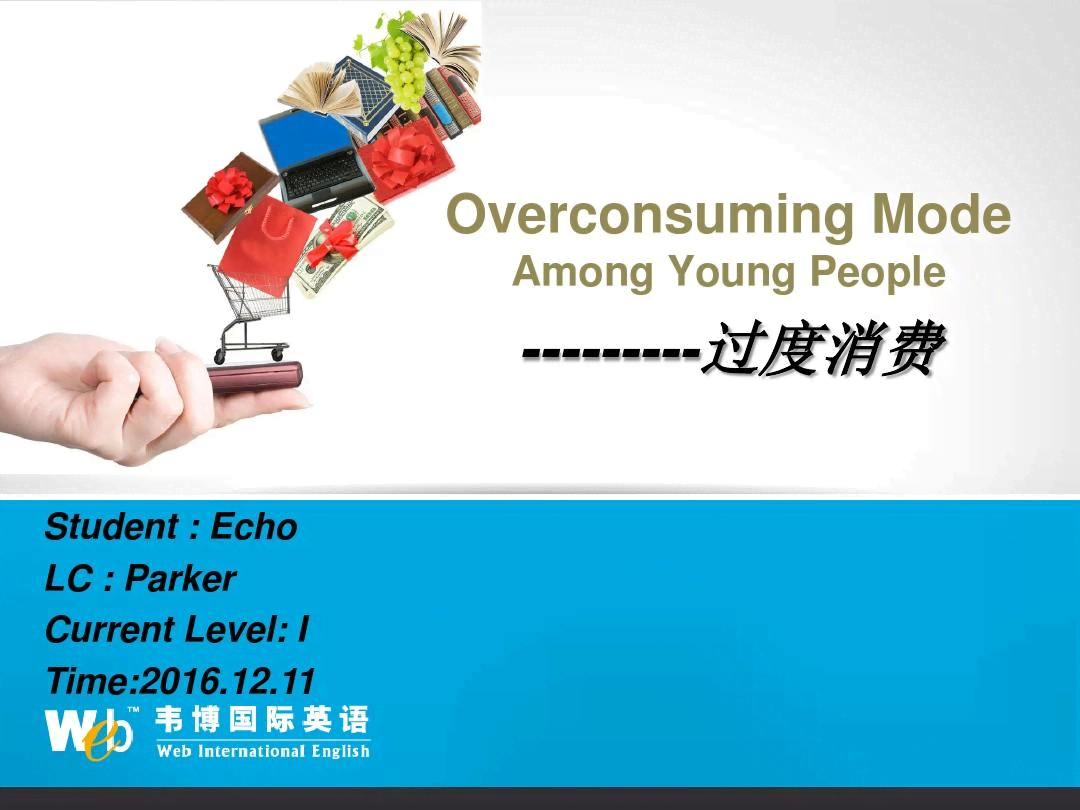 Overconsuming Mode
Among Young People
---------过度消费
Student : Echo
LC : Parker
Current Level: I
Time:2016.12.11
Web™ 韦博国际英语
Web International English